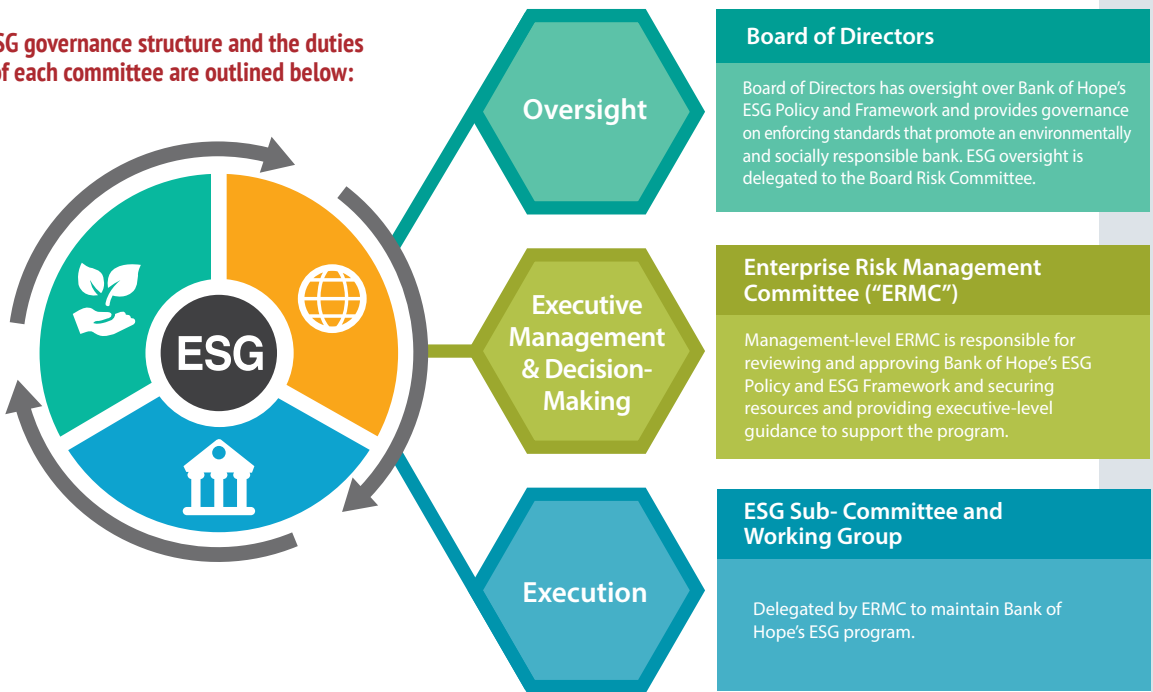 SG governance structure and the duties
of each committee are outlined below:
ESG
Oversight
Board of Directors
Board of Directors has oversight over Bank of Hope’s
ESG Policy and Framework and provides governance
on enforcing standards that promote an environmentally
and socially responsible bank. ESG oversight is
delegated to the Board Risk Committee.
Executive
Management
& Decision-
Making
Enterprise Risk Management
Committee (“ERMC”)
Management-level ERMC is responsible for
reviewing and approving Bank of Hope’s ESG
Policy and ESG Framework and securing
resources and providing executive-level
guidance to support the program.
Execution
ESG Sub- Committee and
Working Group
Delegated by ERMC to maintain Bank of
Hope’s ESG program.